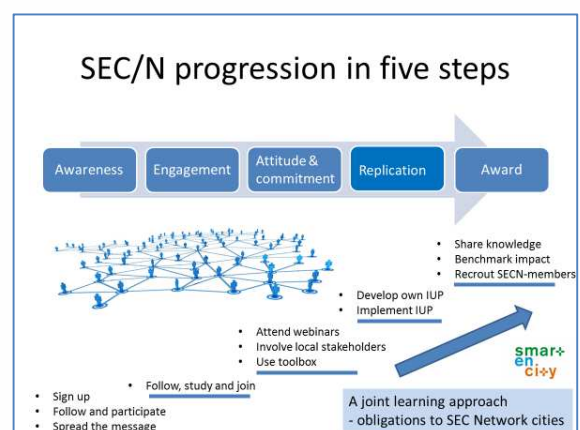 SEC/N progression in five steps
Awareness
Engagement
Attitude &
commitment
Replication
Award
• Share knowledge
• Benchmark impact
• Recrout SECN-members
• Develop own IUP
• Implement IUP
• Attend webinars
• Involve local stakeholders
• Use toolbox
• Follow, study and join
• Sign up
• Follow and participate
• Spread the message
smart
en
city
A joint learning approach
- obligations to SEC Network cities